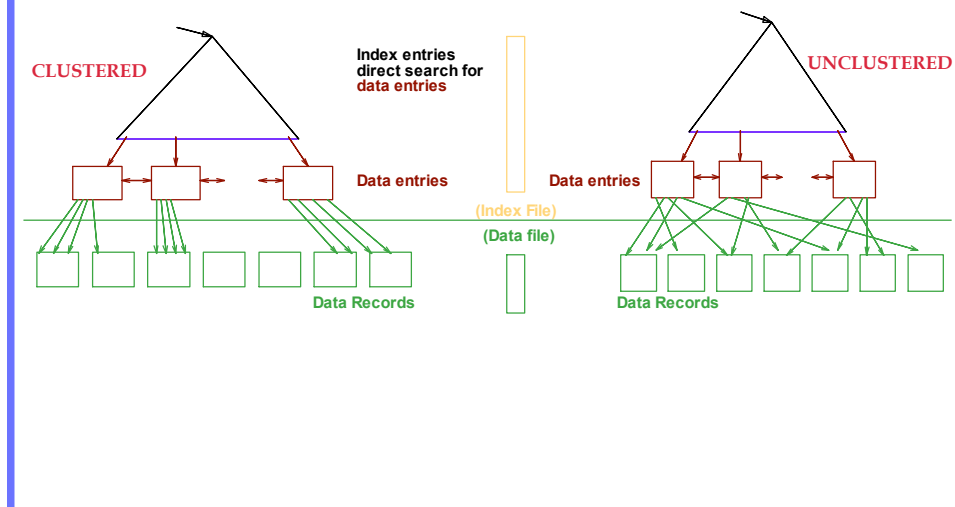 CLUSTERED
Index entries
direct search for
data entries
UNCLUSTERED
Data entries
Data entries
(Index File)
(Data file)
Data Records
Data Records